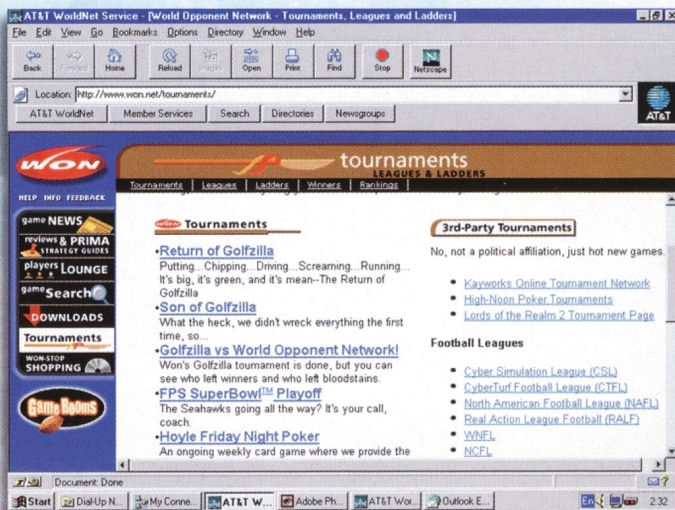 AT&T WorldNet Service - [World Opponent Network - Tournaments, Leagues and Ladders]
File Edit View Go Bookmarks Options Directory Window Help
Back Forward Home Reload Images Open Print Find Stop Netscape
Location: http://www.won.net/tournaments/
AT&T WorldNet Member Services Search Directories Newsgroups
AT&T
WON
tournaments
LEAGUES & LADDERS
Tournaments Leagues Ladders Winners Rankings
HELP INFO FEEDBACK
game NEWS
reviews & PRIMA
STRATEGY GUIDES
players LOUNGE
game Search
DOWNLOADS
Tournaments
WON-STOP
SHOPPING
Game Rooms
WON Tournaments
•Return of Golfzilla
Putting...Chipping...Driving...Screaming...Running...
It's big, it's green, and it's mean--The Return of
Golfzilla
•Son of Golfzilla
What the heck, we didn't wreck everything the first
time, so...
•Golfzilla vs World Opponent Network!
Won's Golfzilla tournament is done, but you can
see who left winners and who left bloodstains.
•FPS SuperBowl™ Playoff
The Seahawks going all the way? It's your call,
coach.
•Hoyle Friday Night Poker
An ongoing weekly card game where we provide the
3rd-Party Tournaments
No, not a political affiliation, just hot new games.
• Kayworks Online Tournament Network
• High-Noon Poker Tournaments
• Lords of the Realm 2 Tournament Page
Football Leagues
• Cyber Simulation League (CSL)
• CyberTurf Football League (CTFL)
• North American Football League (NAFL)
• Real Action League Football (RALF)
• WNFL
• NCFL
Document: Done
Start Dial-Up N... My Conne... AT&T W... Adobe Ph... AT&T Wor... Outlook E... En 2:32